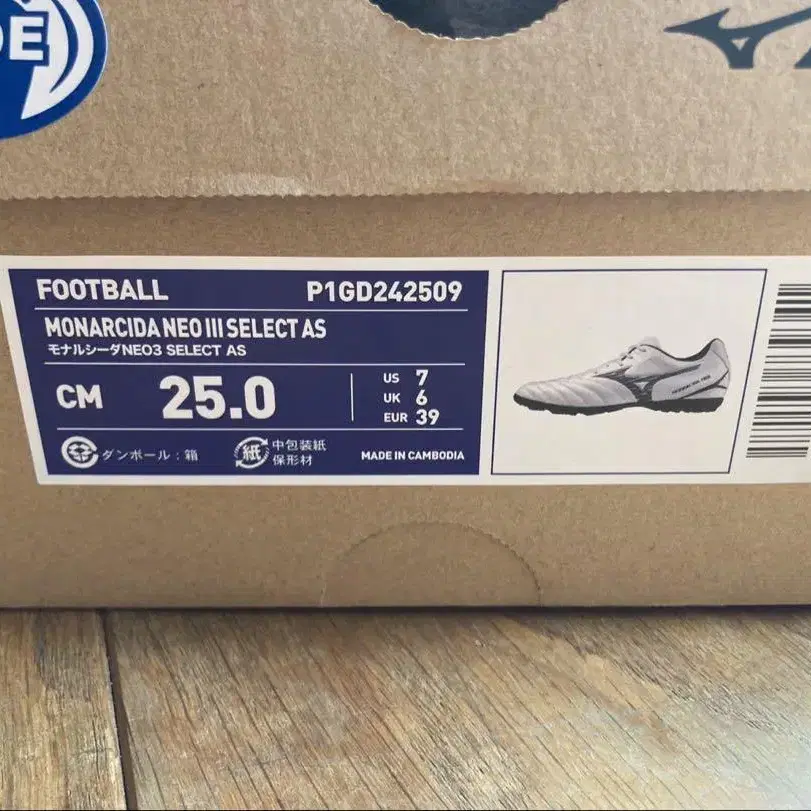 DE
FOOTBALL P1GD242509
MONARCIDA NEO III SELECT AS
モナルシーダNEO3 SELECT AS
CM 25.0
US 7
UK 6
EUR 39
ダンボール：箱
紙
中包装紙
保形材
MADE IN CAMBODIA